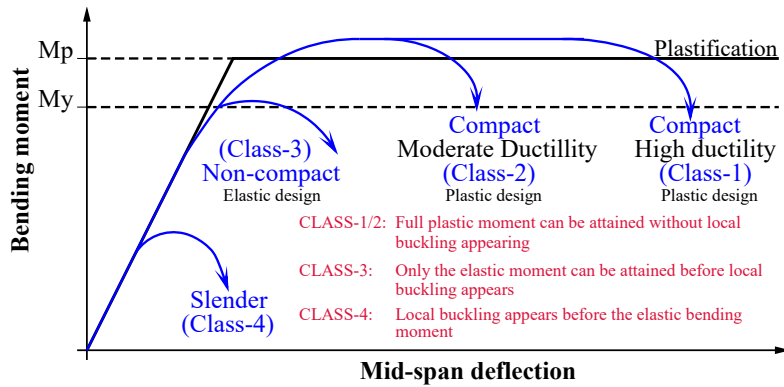 Mp
Plastification
My
Bending moment
(Class-3)
Non-compact
Elastic design
Compact
Moderate Ductillity
(Class-2)
Plastic design
Compact
High ductility
(Class-1)
Plastic design
CLASS-1/2: Full plastic moment can be attained without local
buckling appearing
CLASS-3: Only the elastic moment can be attained before local
buckling appears
CLASS-4: Local buckling appears before the elastic bending
moment
Slender
(Class-4)
Mid-span deflection